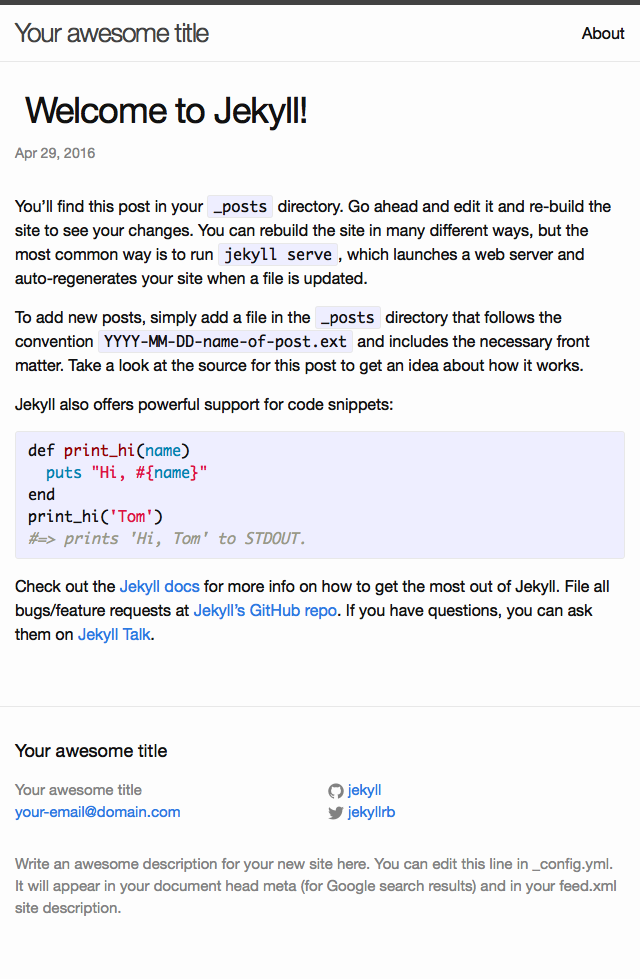 Your awesome title
About
Welcome to Jekyll!
Apr 29, 2016
You’ll find this post in your _posts directory. Go ahead and edit it and re-build the
site to see your changes. You can rebuild the site in many different ways, but the
most common way is to run jekyll serve, which launches a web server and
auto-regenerates your site when a file is updated.
To add new posts, simply add a file in the _posts directory that follows the
convention YYYY-MM-DD-name-of-post.ext and includes the necessary front
matter. Take a look at the source for this post to get an idea about how it works.
Jekyll also offers powerful support for code snippets:
def print_hi(name)
  puts "Hi, #{name}"
end
print_hi('Tom')
#=> prints 'Hi, Tom' to STDOUT.
Check out the Jekyll docs for more info on how to get the most out of Jekyll. File all
bugs/feature requests at Jekyll’s GitHub repo. If you have questions, you can ask
them on Jekyll Talk.
Your awesome title
Your awesome title
your-email@domain.com
jekyll
jekyllrb
Write an awesome description for your new site here. You can edit this line in _config.yml.
It will appear in your document head meta (for Google search results) and in your feed.xml
site description.